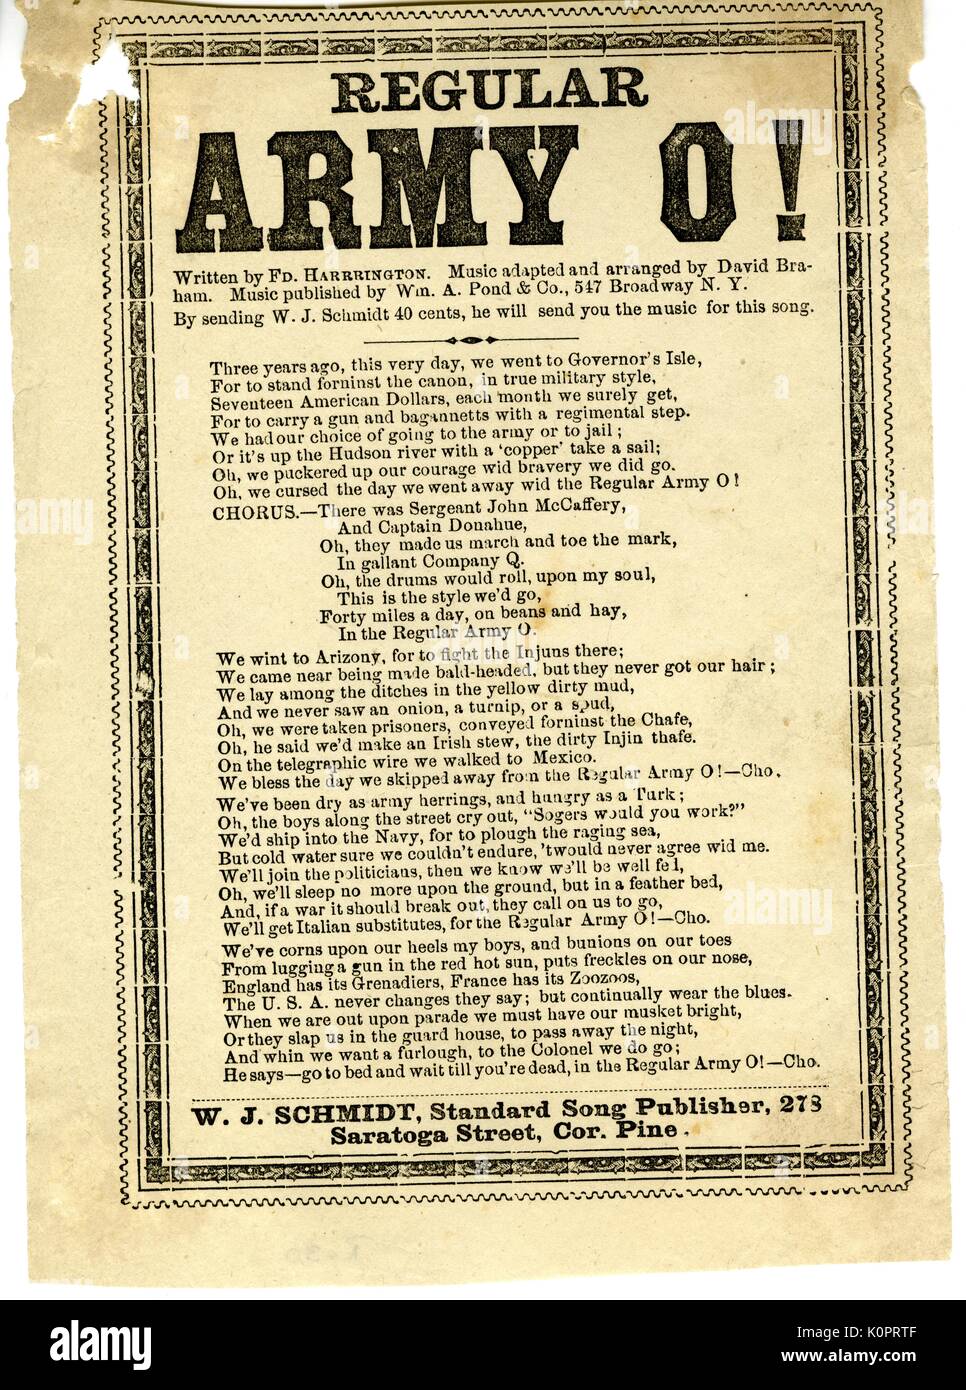 REGULAR
ARMY O!
Written by FD. HARRRINGTON. Music adapted and arranged by David Bra-
ham. Music published by Wm. A. Pond & Co., 547 Broadway N. Y.
By sending W. J. Schmidt 40 cents, he will send you the music for this song.
Three years ago, this very day, we went to Governor's Isle,
For to stand forninst the canon, in true military style,
Seventeen American Dollars, each month we surely get,
For to carry a gun and bagannetts with a regimental step.
We had our choice of going to the army or to jail;
Or it's up the Hudson river with a 'copper' take a sail;
Oh, we puckered up our courage wid bravery we did go.
Oh, we cursed the day we went away wid the Regular Army O!
CHORUS.—There was Sergeant John McCaffery,
And Captain Donahue,
Oh, they made us march and toe the mark,
In gallant Company Q.
Oh, the drums would roll, upon my soul,
This is the style we'd go,
Forty miles a day, on beans and hay,
In the Regular Army O.
We wint to Arizony, for to fight the Injuns there;
We came near being made bald-headed, but they never got our hair;
We lay among the ditches in the yellow dirty mud,
And we never saw an onion, a turnip, or a spud,
Oh, we were taken prisoners, conveyed forninst the Chafe,
Oh, he said we'd make an Irish stew, the dirty Injin thafe.
On the telegraphic wire we walked to Mexico.
We bless the day we skipped away from the Regular Army O!—Cho.
We've been dry as army herrings, and hungry as a Turk;
Oh, the boys along the street cry out, "Sogers would you work?"
We'd ship into the Navy, for to plough the raging sea,
But cold water sure we couldn't endure, 'twould never agree wid me.
We'll join the politicians, then we know we'll be well fed,
Oh, we'll sleep no more upon the ground, but in a feather bed,
And, if a war it should break out, they call on us to go,
We'll get Italian substitutes, for the Regular Army O!—Cho.
We've corns upon our heels my boys, and bunions on our toes
From lugging a gun in the red hot sun, puts freckles on our nose,
England has its Grenadiers, France has its Zoozoos,
The U. S. A. never changes they say; but continually wear the blues.
When we are out upon parade we must have our musket bright,
Or they slap us in the guard house, to pass away the night,
And whin we want a furlough, to the Colonel we do go;
He says—go to bed and wait till you're dead, in the Regular Army O!—Cho.
W. J. SCHMIDT, Standard Song Publisher, 278
Saratoga Street, Cor. Pine.
alamy
Image ID: K0PRTF
www.alamy.com